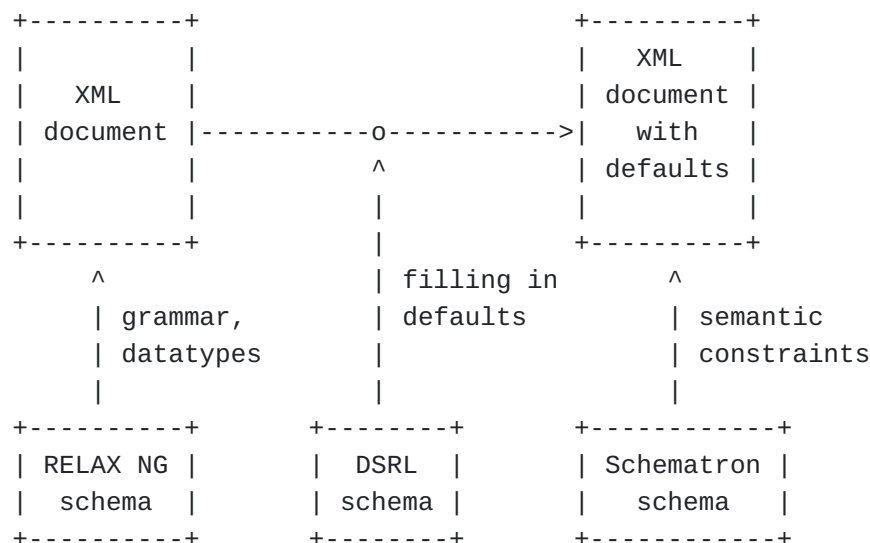 +----------+                    +----------+
|          |                    |   XML    |
|   XML    |                    | document |
| document |-----------o----------->|   with   |
|          |           ^            | defaults |
|          |           |            |          |
+----------+           |            +----------+
     ^                 | filling in       ^
     | grammar,        | defaults         | semantic
     | datatypes       |                  | constraints
     |                 |                  |
+----------+       +--------+       +------------+
| RELAX NG |       |  DSRL  |       | Schematron |
|  schema  |       | schema |       |   schema   |
+----------+       +--------+       +------------+